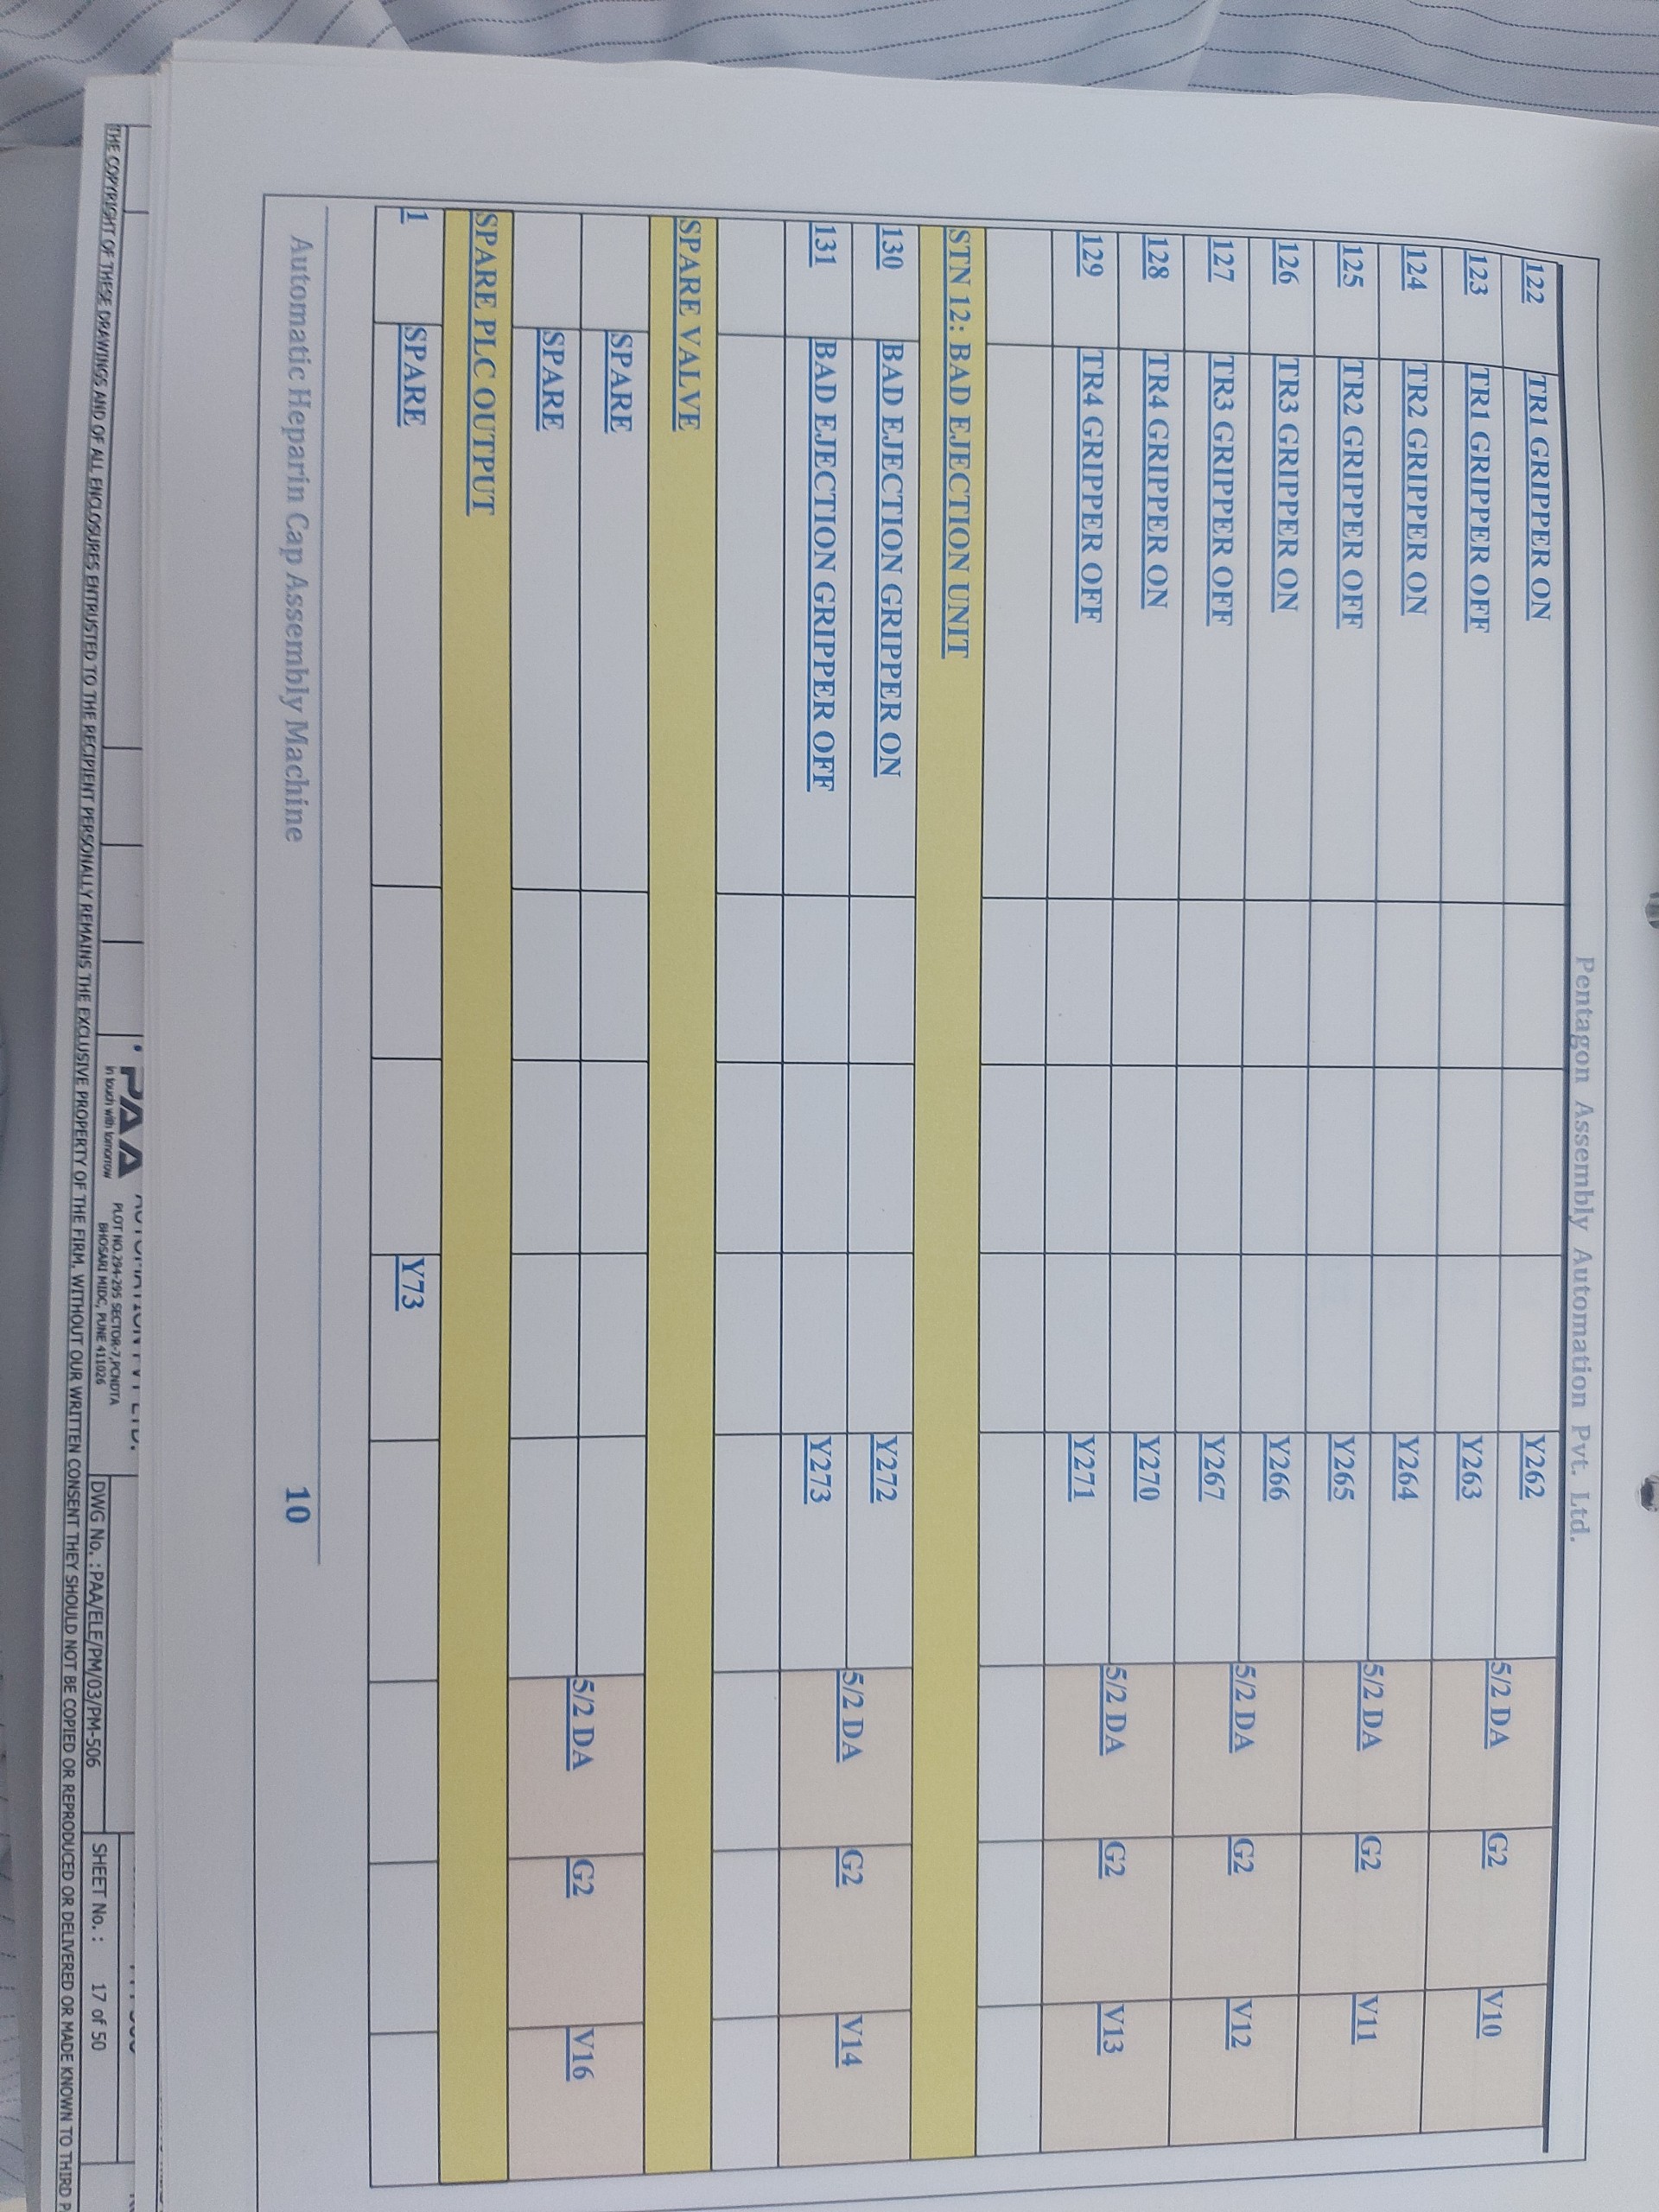 Pentagon Assembly Automation Pvt. Ltd.
122 TR1 GRIPPER ON Y262
5/2 DA G2 V10
123 TR1 GRIPPER OFF Y263
124 TR2 GRIPPER ON Y264
5/2 DA G2 V11
125 TR2 GRIPPER OFF Y265
126 TR3 GRIPPER ON Y266
5/2 DA G2 V12
127 TR3 GRIPPER OFF Y267
128 TR4 GRIPPER ON Y270
5/2 DA G2 V13
129 TR4 GRIPPER OFF Y271
STN 12: BAD EJECTION UNIT
130 BAD EJECTION GRIPPER ON Y272
5/2 DA G2 V14
131 BAD EJECTION GRIPPER OFF Y273
SPARE VALVE
SPARE
5/2 DA G2 V16
SPARE
SPARE PLC OUTPUT
1 SPARE Y73
Automatic Heparin Cap Assembly Machine 10
PAA
in touch with tomorrow
AUTOMATION PVT LTD.
PLOT NO.294-295 SECTOR-7,PCNDTA
BHOSARI MIDC, PUNE 411026
DWG No. :PAA/ELE/PM/03/PM-506
SHEET No. : 17 of 50
THE COPYRIGHT OF THESE DRAWINGS AND OF ALL ENCLOSURES ENTRUSTED TO THE RECIPIENT PERSONALLY REMAINS THE EXCLUSIVE PROPERTY OF THE FIRM. WITHOUT OUR WRITTEN CONSENT THEY SHOULD NOT BE COPIED OR REPRODUCED OR DELIVERED OR MADE KNOWN TO THIRD